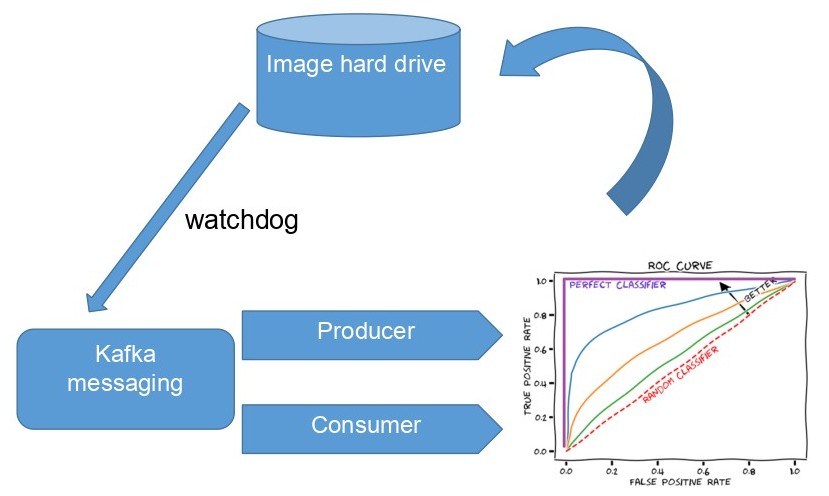 Image hard drive
watchdog
Kafka
messaging
Producer
Consumer
ROC CURVE
PERFECT CLASSIFIER
BETTER
RANDOM CLASSIFIER
TRUE POSITIVE RATE
1.0
0.8
0.6
0.4
0.2
0.0
0.0 0.2 0.4 0.6 0.8 1.0
FALSE POSITIVE RATE